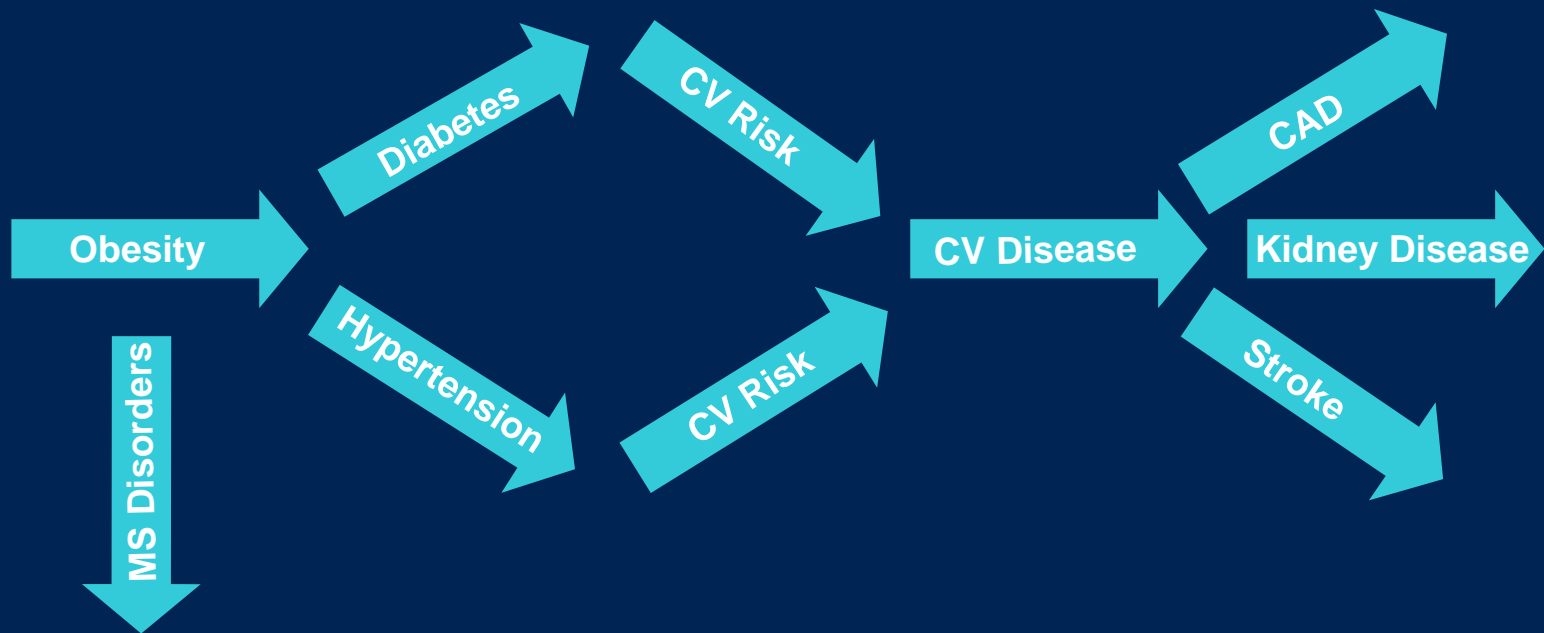 Obesity
MS Disorders
Diabetes
Hypertension
CV Risk
CV Risk
CV Disease
CAD
Kidney Disease
Stroke